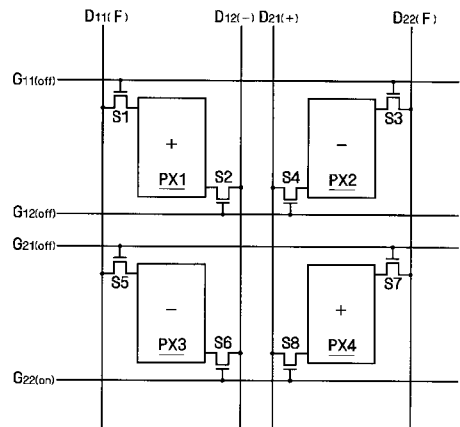 D11(F) D12(-) D21(+) D22(F)
G11(off)
S1 S3
+ -
PX1 S2 S4 PX2
G12(off)
G21(off)
S5 S7
- +
PX3 S6 S8 PX4
G22(on)